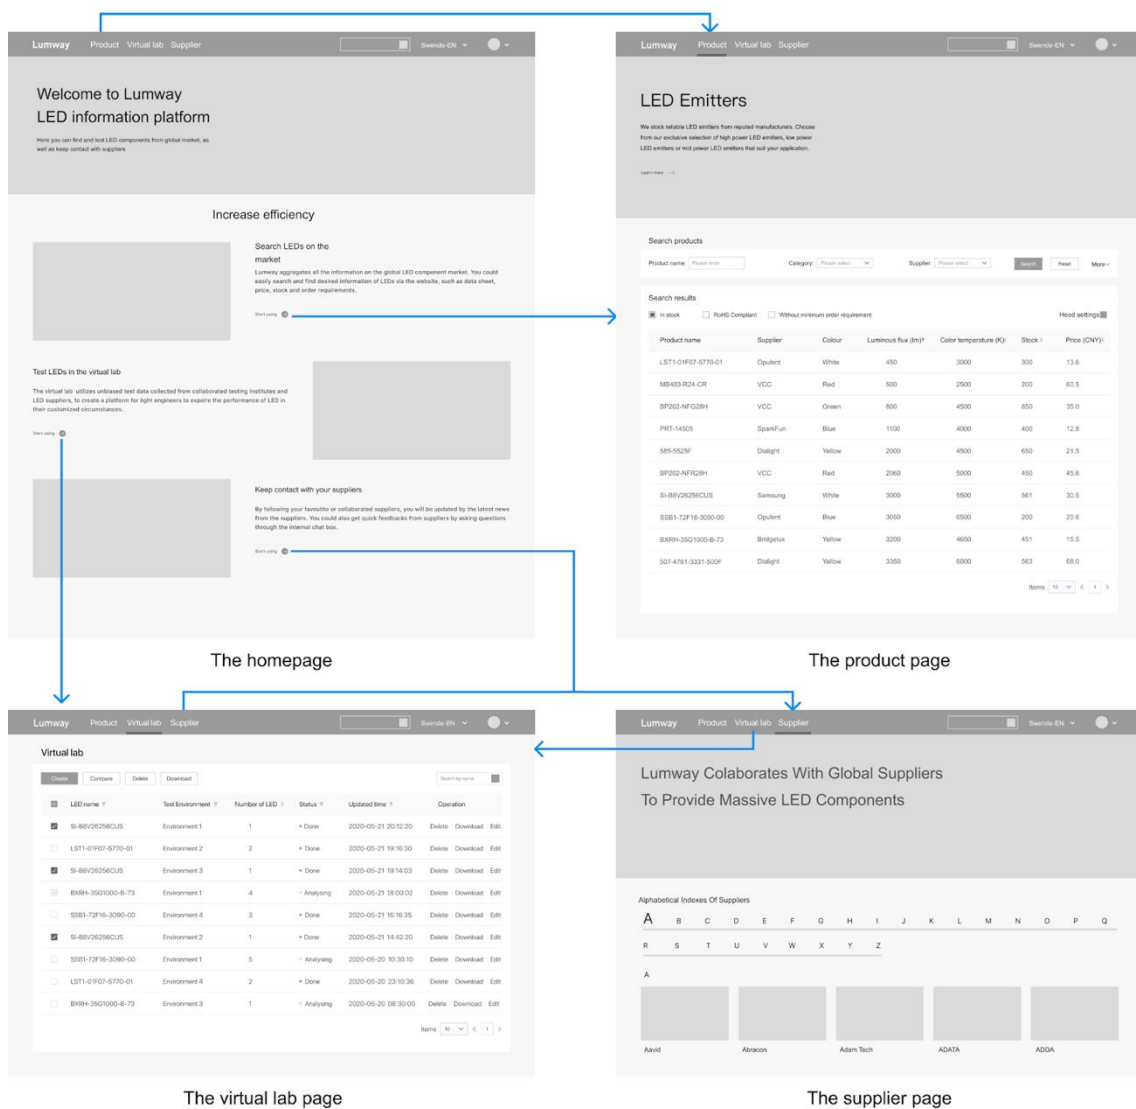 Lumway Product Virtual lab Supplier Swende-EN
Welcome to Lumway
LED information platform
Here you can find and test LED components from global market, as
well as keep contact with suppliers
Increase efficiency
Search LEDs on the
market
Lumway aggregates all the information on the global LED component market. You could
easily search and find desired information of LEDs via the website, such as data sheet,
price, stock and order requirements.
Start using
Test LEDs in the virtual lab
The virtual lab utilizes unbiased test data collected from collaborated testing institutes and
LED suppliers, to create a platform for light engineers to expolre the performance of LED in
their customized circumstances.
Start using
Keep contact with your suppliers
By following your favoutite or collaborated suppliers, you will be updated by the latest news
from the suppliers. You could also get quick feedbacks from suppliers by asking questions
through the internal chat box.
Start using
The homepage
Lumway Product Virtual lab Supplier Swende-EN
LED Emitters
We stock reliable LED emitters from reputed manufacturers. Choose
from our exclusive selection of high power LED emitters, low power
LED emitters or mid power LED emitters that suit your application.
Learn more
Search products
Product name: Please enter Category: Please select Supplier: Please select Search Reset More
Search results
In stock RoHS Compliant Without minimum order requirement Head settings
Product name Supplier Colour Luminous flux (lm) Color temperature (K) Stock Price (CNY)
LST1-01F07-5770-01 Opulent White 450 3000 300 13.6
MB403-R24-CR VCC Red 500 2500 200 60.5
BP202-NFG28H VCC Green 800 4500 850 35.0
PRT-14505 SparkFun Blue 1100 4000 400 12.8
585-5525F Dialight Yellow 2000 4500 650 21.5
BP202-NFR28H VCC Red 2060 5000 450 45.6
SI-B8V26256CUS Samsung White 3000 5500 561 30.5
SSB1-72F16-3090-00 Opulent Blue 3050 6500 200 20.6
BXRH-35G1000-B-73 Bridgelux Yellow 3200 4650 451 15.5
507-4761-3331-500F Dialight Yellow 3350 6000 563 68.0
Items 10 < 1 >
The product page
Lumway Product Virtual lab Supplier Swende-EN
Virtual lab
Create Compare Delete Download Search by name
LED name Test Environment Number of LED Status Updated time Operation
SI-B8V26256CUS Environment 1 1 Done 2020-05-21 20:12:20 Delete Download Edit
LST1-01F07-5770-01 Environment 2 2 Done 2020-05-21 19:16:30 Delete Download Edit
SI-B8V26256CUS Environment 3 1 Done 2020-05-21 19:14:03 Delete Download Edit
BXRH-35G1000-B-73 Environment 1 4 Analysing 2020-05-21 18:00:02 Delete Download Edit
SSB1-72F16-3090-00 Environment 4 3 Done 2020-05-21 16:16:35 Delete Download Edit
SI-B8V26256CUS Environment 2 1 Done 2020-05-21 14:42:20 Delete Download Edit
SSB1-72F16-3090-00 Environment 1 5 Analysing 2020-05-20 10:30:10 Delete Download Edit
LST1-01F07-5770-01 Environment 4 2 Done 2020-05-20 23:10:36 Delete Download Edit
BXRH-35G1000-B-73 Environment 3 1 Analysing 2020-05-20 08:30:00 Delete Download Edit
Items 10 < 1 >
The virtual lab page
Lumway Product Virtual lab Supplier Swende-EN
Lumway Colaborates With Global Suppliers
To Provide Massive LED Components
Alphabetical Indexes Of Suppliers
A B C D E F G H I J K L M N O P Q
R S T U V W X Y Z
A
Aavid Abracon Adam Tech ADATA ADDA
The supplier page